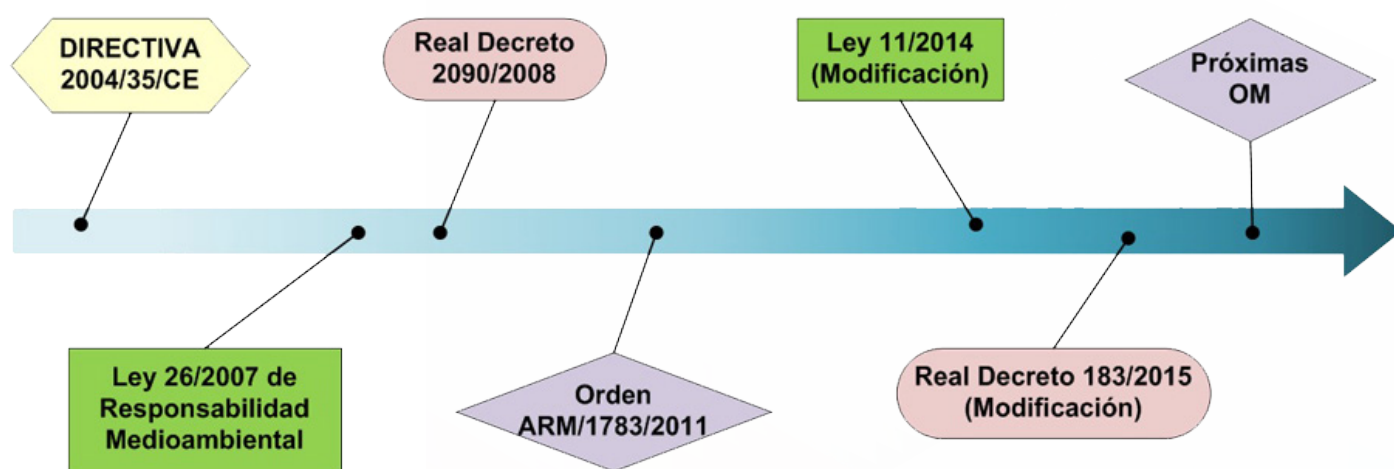 DIRECTIVA
2004/35/CE
Real Decreto
2090/2008
Ley 11/2014
(Modificación)
Próximas
OM
Ley 26/2007 de
Responsabilidad
Medioambiental
Orden
ARM/1783/2011
Real Decreto 183/2015
(Modificación)